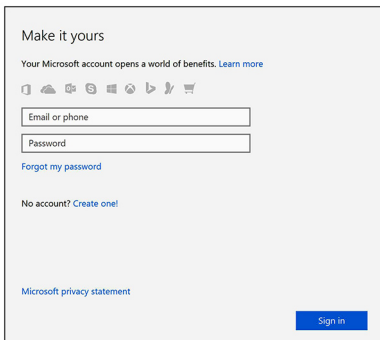 Make it yours
Your Microsoft account opens a world of benefits. Learn more
Email or phone
Password
Forgot my password
No account? Create one!
Microsoft privacy statement
Sign in